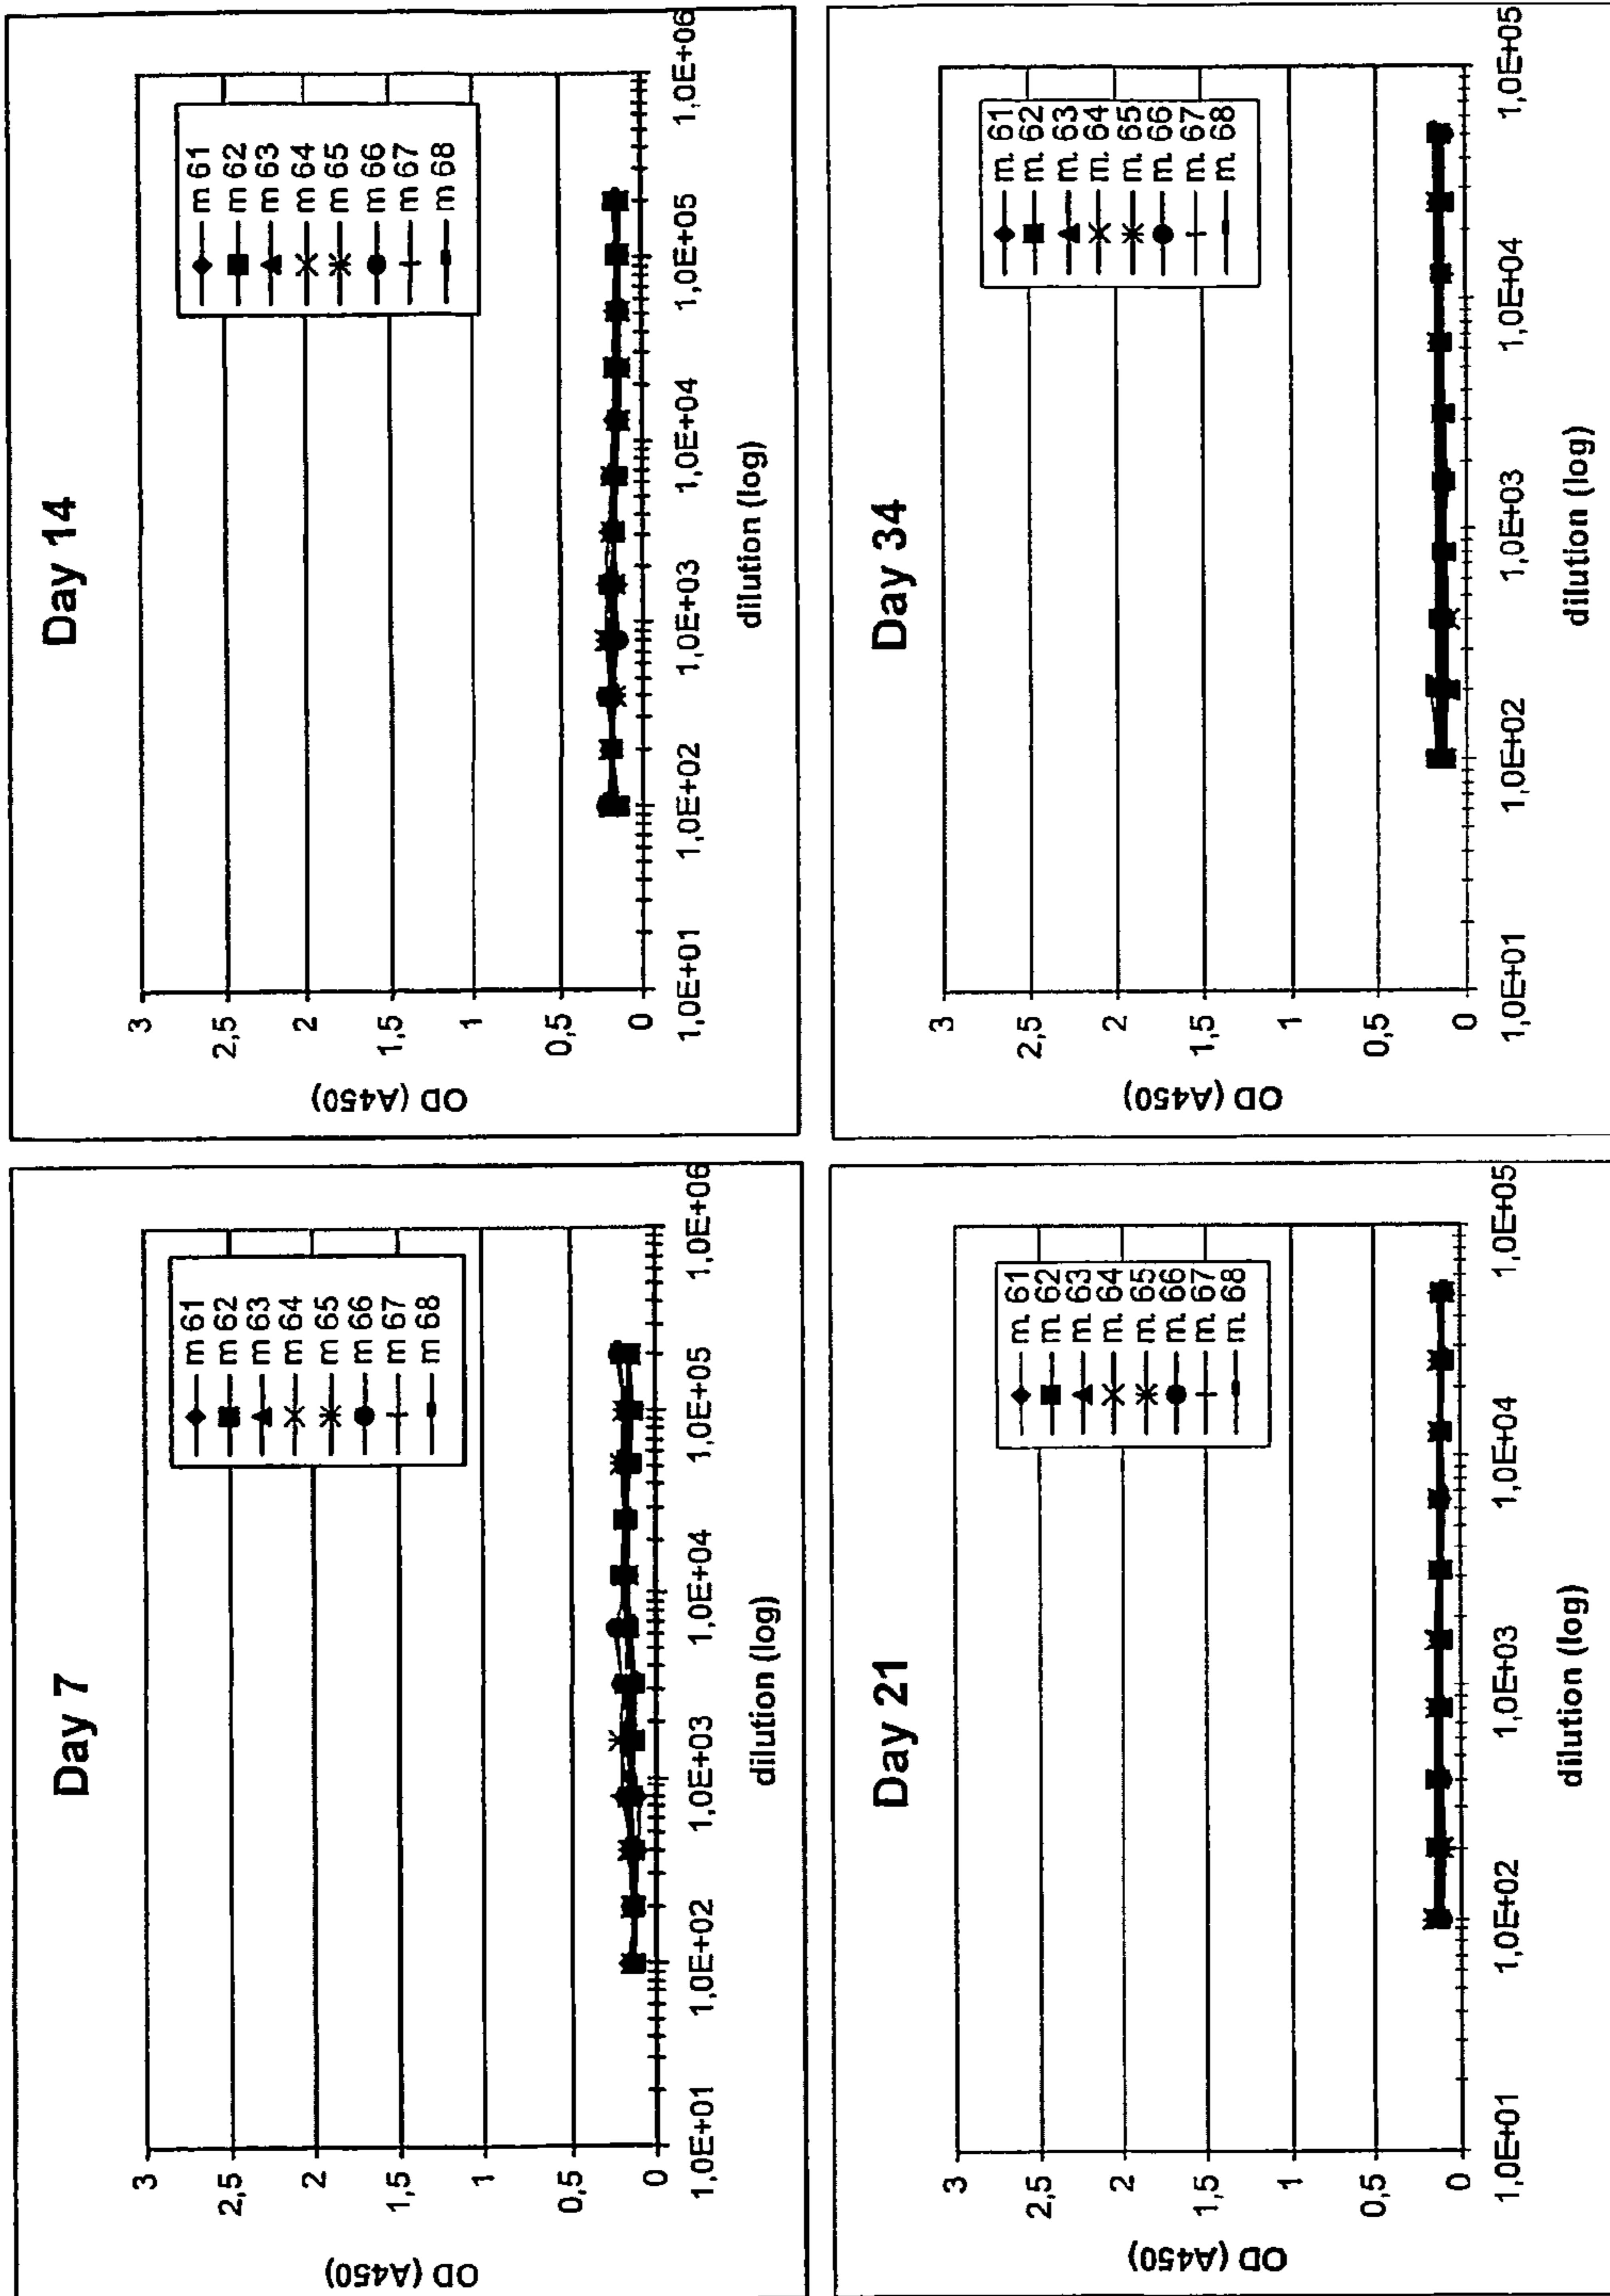 Day 7
OD (A450)
3
2,5
2
1,5
1
0,5
0
1,0E+01
1,0E+02
1,0E+03
1,0E+04
1,0E+05
1,0E+06
dilution (log)
m 61
m 62
m 63
m 64
m 65
m 66
m 67
m 68
Day 14
OD (A450)
3
2,5
2
1,5
1
0,5
0
1,0E+01
1,0E+02
1,0E+03
1,0E+04
1,0E+05
1,0E+06
dilution (log)
m 61
m 62
m 63
m 64
m 65
m 66
m 67
m 68
Day 21
OD (A450)
3
2,5
2
1,5
1
0,5
0
1,0E+01
1,0E+02
1,0E+03
1,0E+04
1,0E+05
dilution (log)
m. 61
m. 62
m. 63
m. 64
m. 65
m. 66
m. 67
m. 68
Day 34
OD (A450)
3
2,5
2
1,5
1
0,5
0
1,0E+01
1,0E+02
1,0E+03
1,0E+04
1,0E+05
dilution (log)
m. 61
m. 62
m. 63
m. 64
m. 65
m. 66
m. 67
m. 68